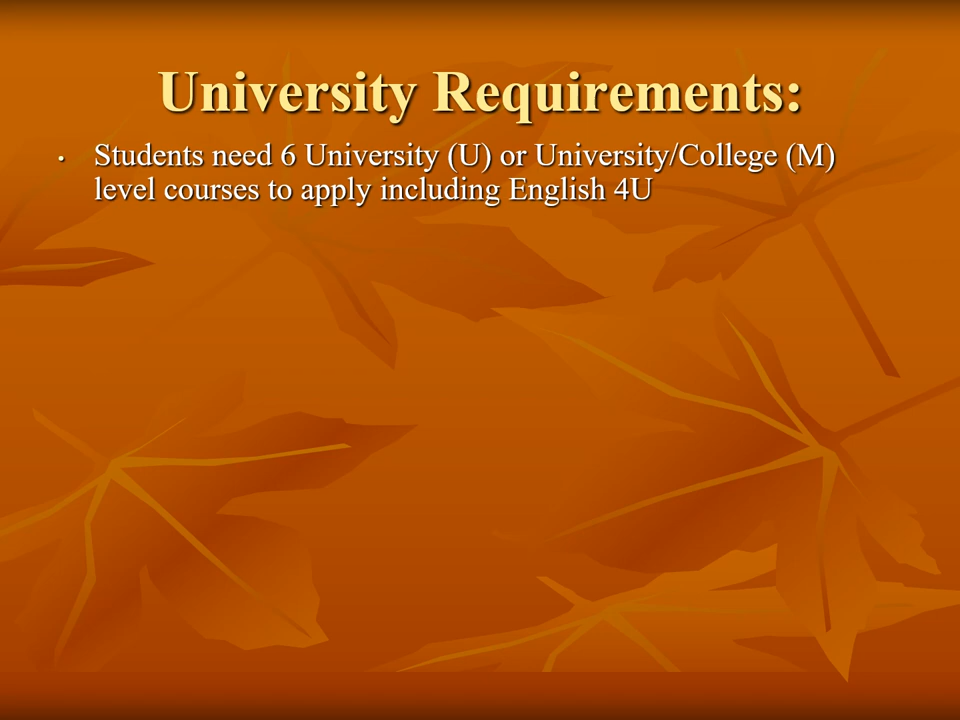 University Requirements:
• Students need 6 University (U) or University/College (M)
level courses to apply including English 4U